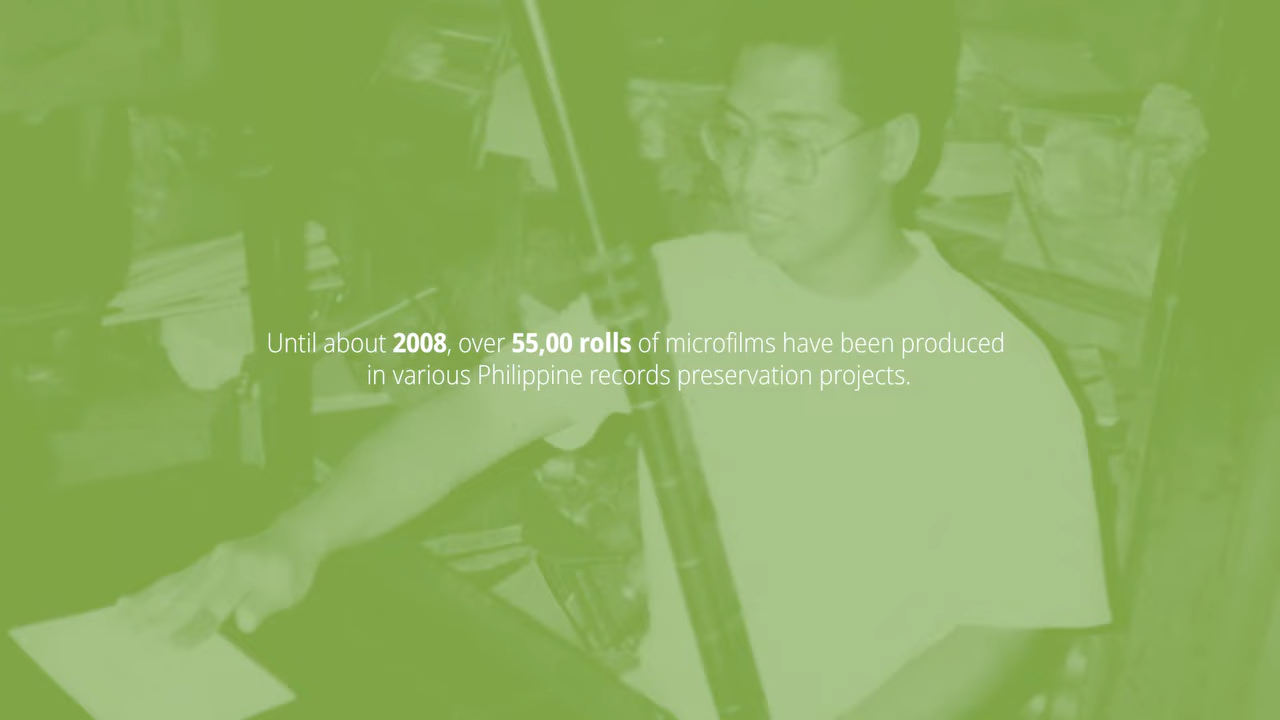 Until about 2008, over 55,00 rolls of microfilms have been produced
in various Philippine records preservation projects.